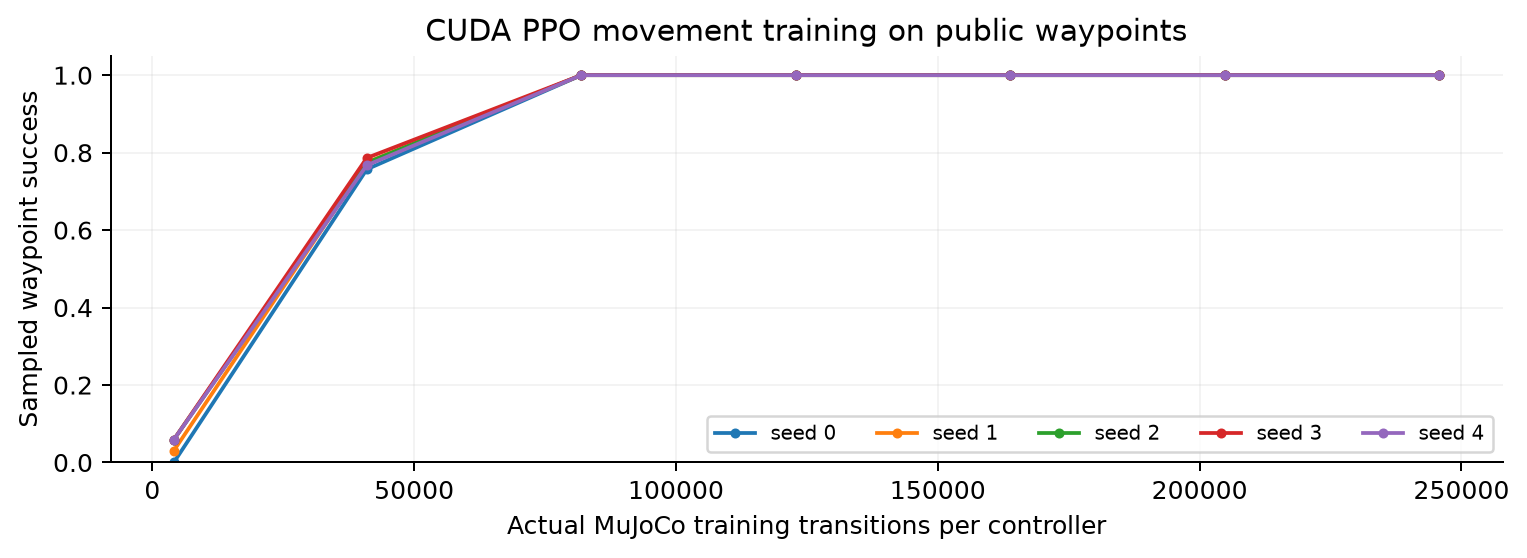 CUDA PPO movement training on public waypoints
Sampled waypoint success
1.0
0.8
0.6
0.4
0.2
0.0
seed 0 seed 1 seed 2 seed 3 seed 4
0 50000 100000 150000 200000 250000
Actual MuJoCo training transitions per controller